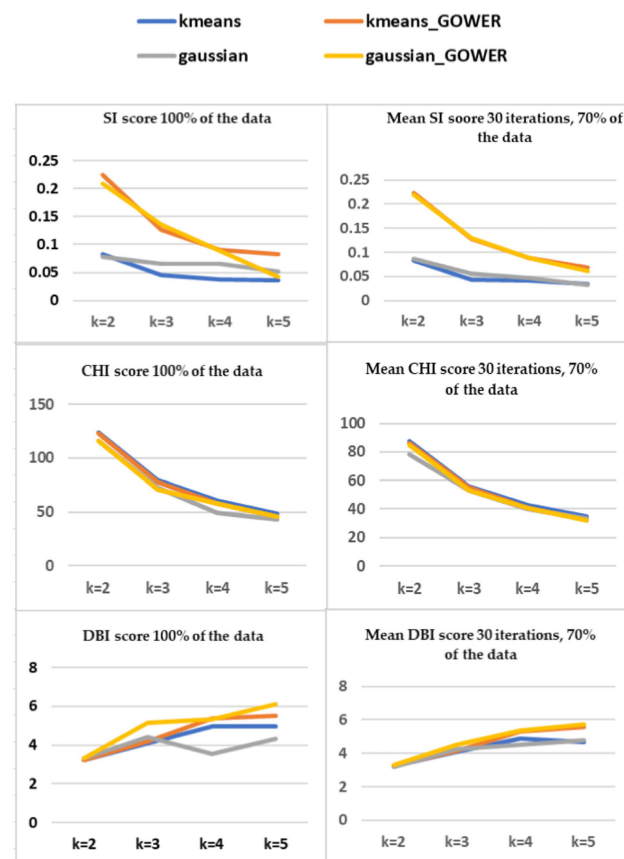 kmeans kmeans_GOWER
gaussian gaussian_GOWER
SI score 100% of the data
0.25
0.2
0.15
0.1
0.05
0
k=2 k=3 k=4 k=5
Mean SI soore 30 iterations, 70% of
the data
0.25
0.2
0.15
0.1
0.05
0
k=2 k=3 k=4 k=5
CHI score 100% of the data
150
100
50
0
k=2 k=3 k=4 k=5
Mean CHI score 30 iterations, 70%
of the data
100
80
60
40
20
0
k=2 k=3 k=4 k=5
DBI score 100% of the data
8
6
4
2
0
k=2 k=3 k=4 k=5
Mean DBI score 30 iterations, 70%
of the data
8
6
4
2
0
k=2 k=3 k=4 k=5